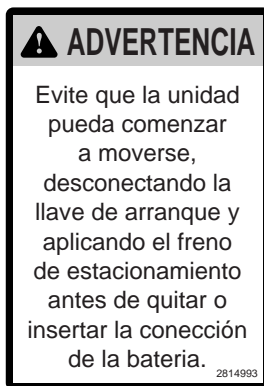 ADVERTENCIA
Evite que la unidad
pueda comenzar
a moverse,
desconectando la
llave de arranque y
aplicando el freno
de estacionamiento
antes de quitar o
insertar la conección
de la bateria.
2814993